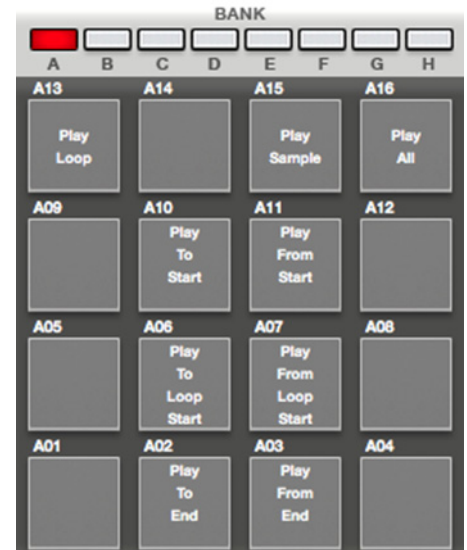 BANK
A B C D E F G H
A13 A14 A15 A16
Play Play Play
Loop Sample All
A09 A10 A11 A12
Play Play
To From
Start Start
A05 A06 A07 A08
Play Play
To From
Loop Loop
Start Start
A01 A02 A03 A04
Play Play
To From
End End